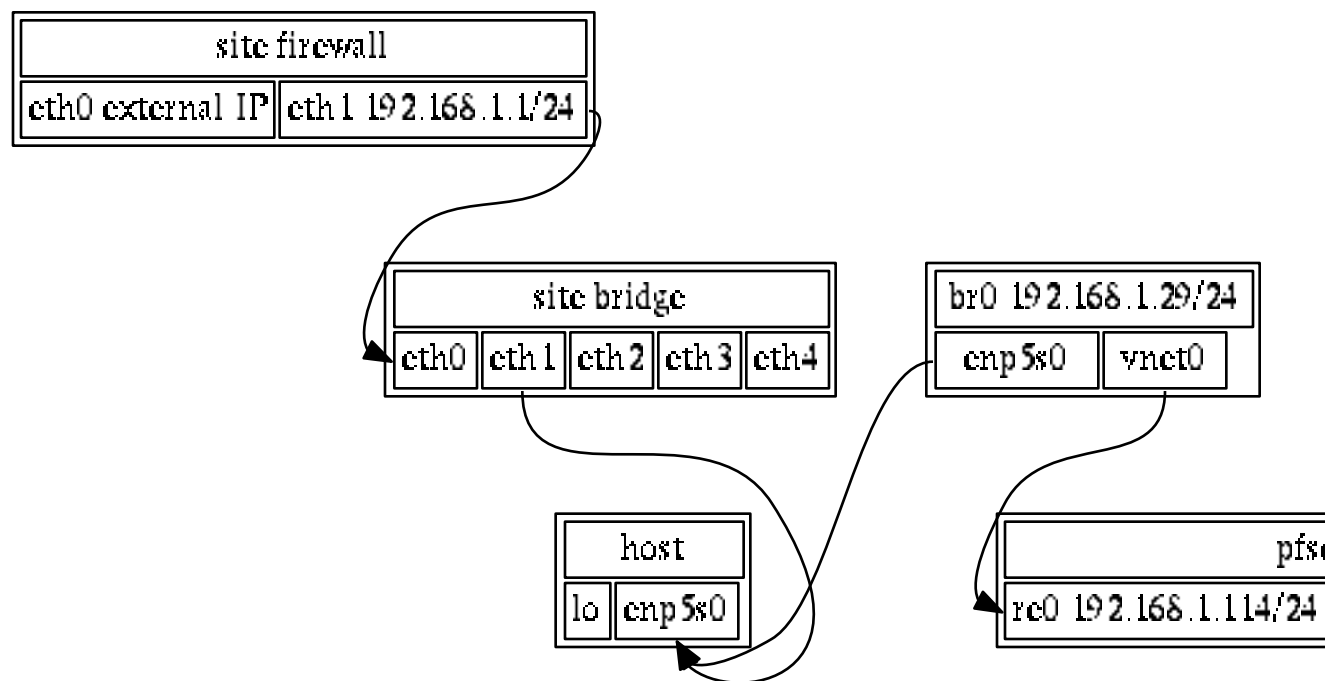 site firewall
eth0 external IP eth1 192.168.1.1/24
site bridge
eth0 eth1 eth2 eth3 eth4
br0 192.168.1.29/24
enp5s0 vnet0
host
lo enp5s0
re0 192.168.1.114/24